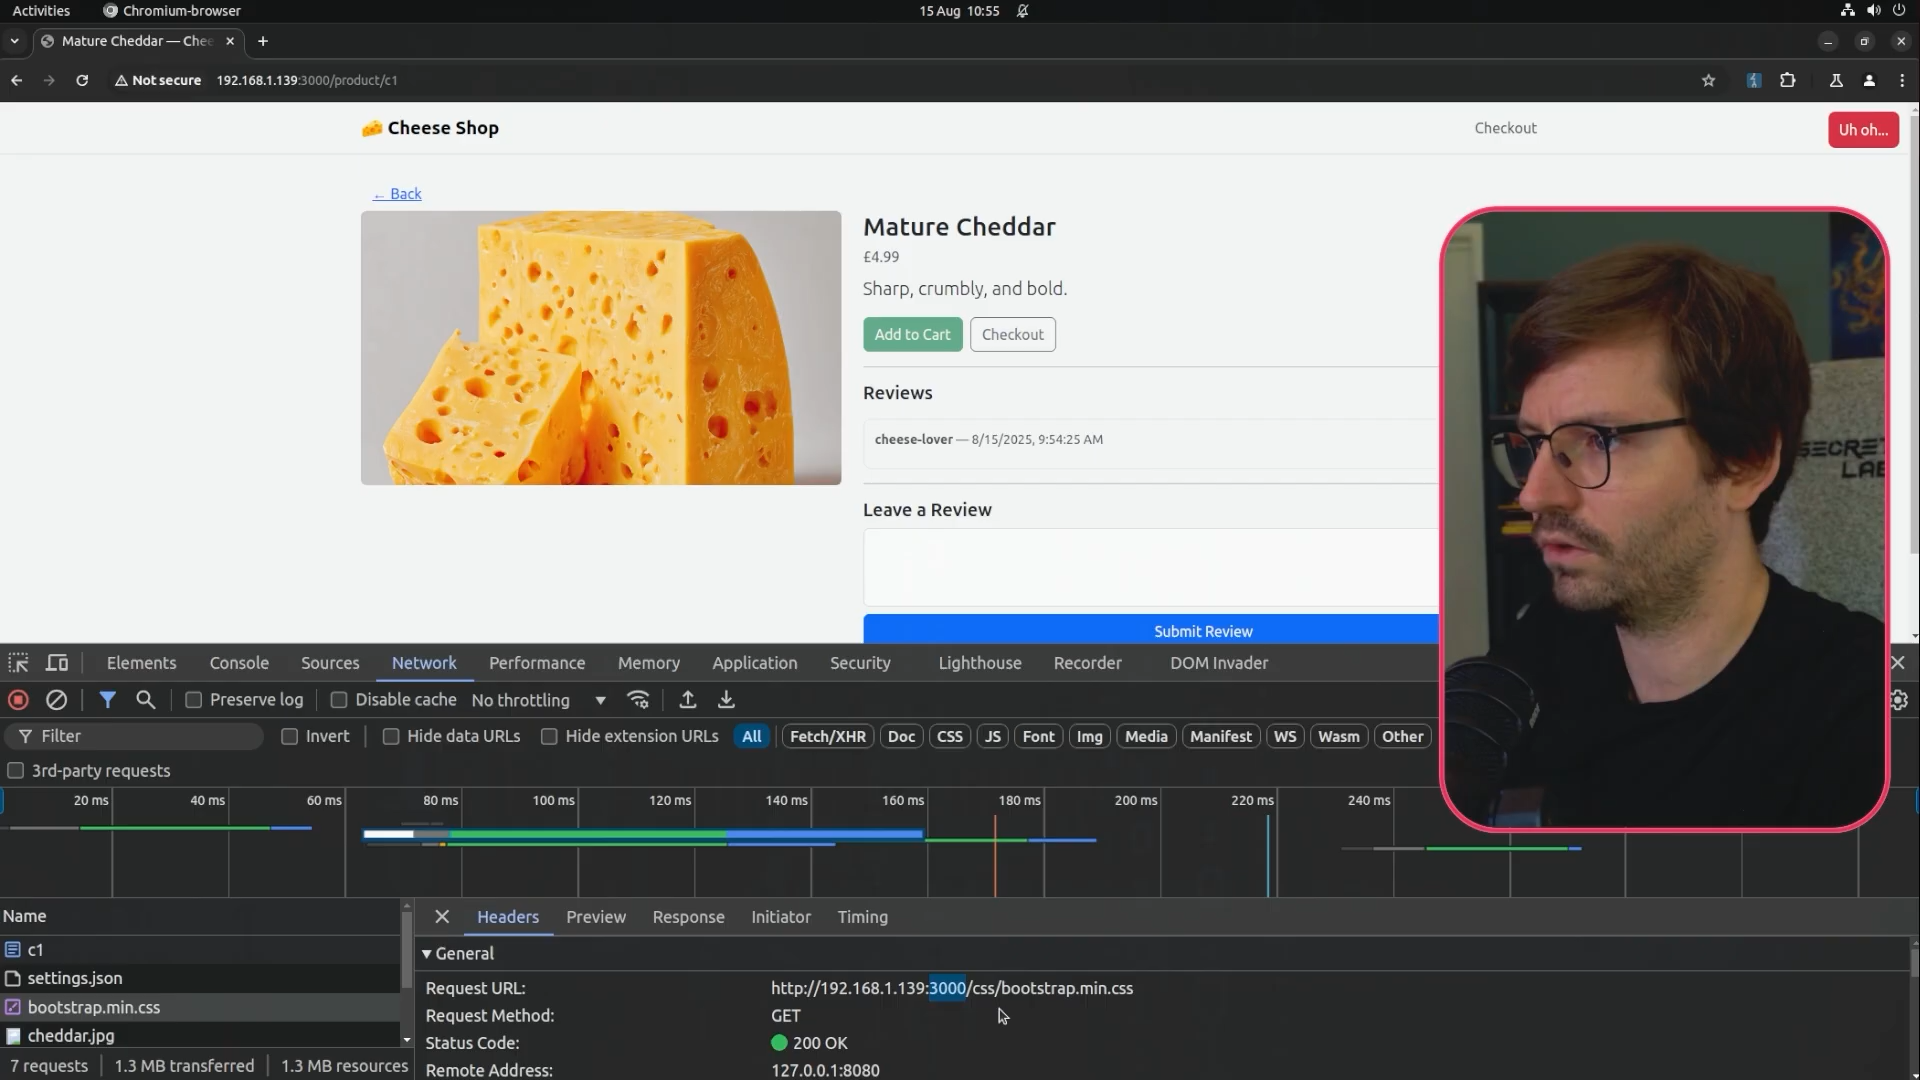 Activities Chromium-browser 15 Aug 10:55
Mature Cheddar — Chee
Not secure 192.168.1.139:3000/product/c1
Cheese Shop Checkout Uh oh...
← Back
Mature Cheddar
£4.99
Sharp, crumbly, and bold.
Add to Cart Checkout
Reviews
cheese-lover — 8/15/2025, 9:54:25 AM
Leave a Review
Submit Review
SECRET
LAB
Elements Console Sources Network Performance Memory Application Security Lighthouse Recorder DOM Invader
Preserve log Disable cache No throttling
Filter Invert Hide data URLs Hide extension URLs All Fetch/XHR Doc CSS JS Font Img Media Manifest WS Wasm Other
3rd-party requests
20 ms 40 ms 60 ms 80 ms 100 ms 120 ms 140 ms 160 ms 180 ms 200 ms 220 ms 240 ms
Name Headers Preview Response Initiator Timing
c1 General
settings.json Request URL: http://192.168.1.139:3000/css/bootstrap.min.css
bootstrap.min.css Request Method: GET
cheddar.jpg Status Code: 200 OK
7 requests 1.3 MB transferred 1.3 MB resources Remote Address: 127.0.0.1:8080